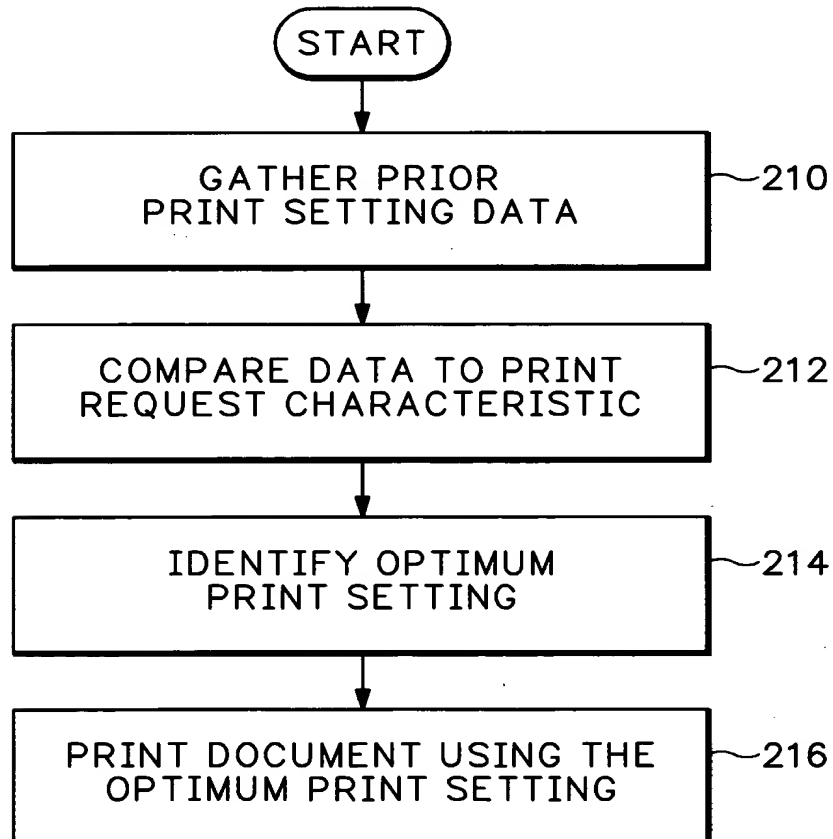 START
GATHER PRIOR
PRINT SETTING DATA
210
COMPARE DATA TO PRINT
REQUEST CHARACTERISTIC
212
IDENTIFY OPTIMUM
PRINT SETTING
214
PRINT DOCUMENT USING THE
OPTIMUM PRINT SETTING
216